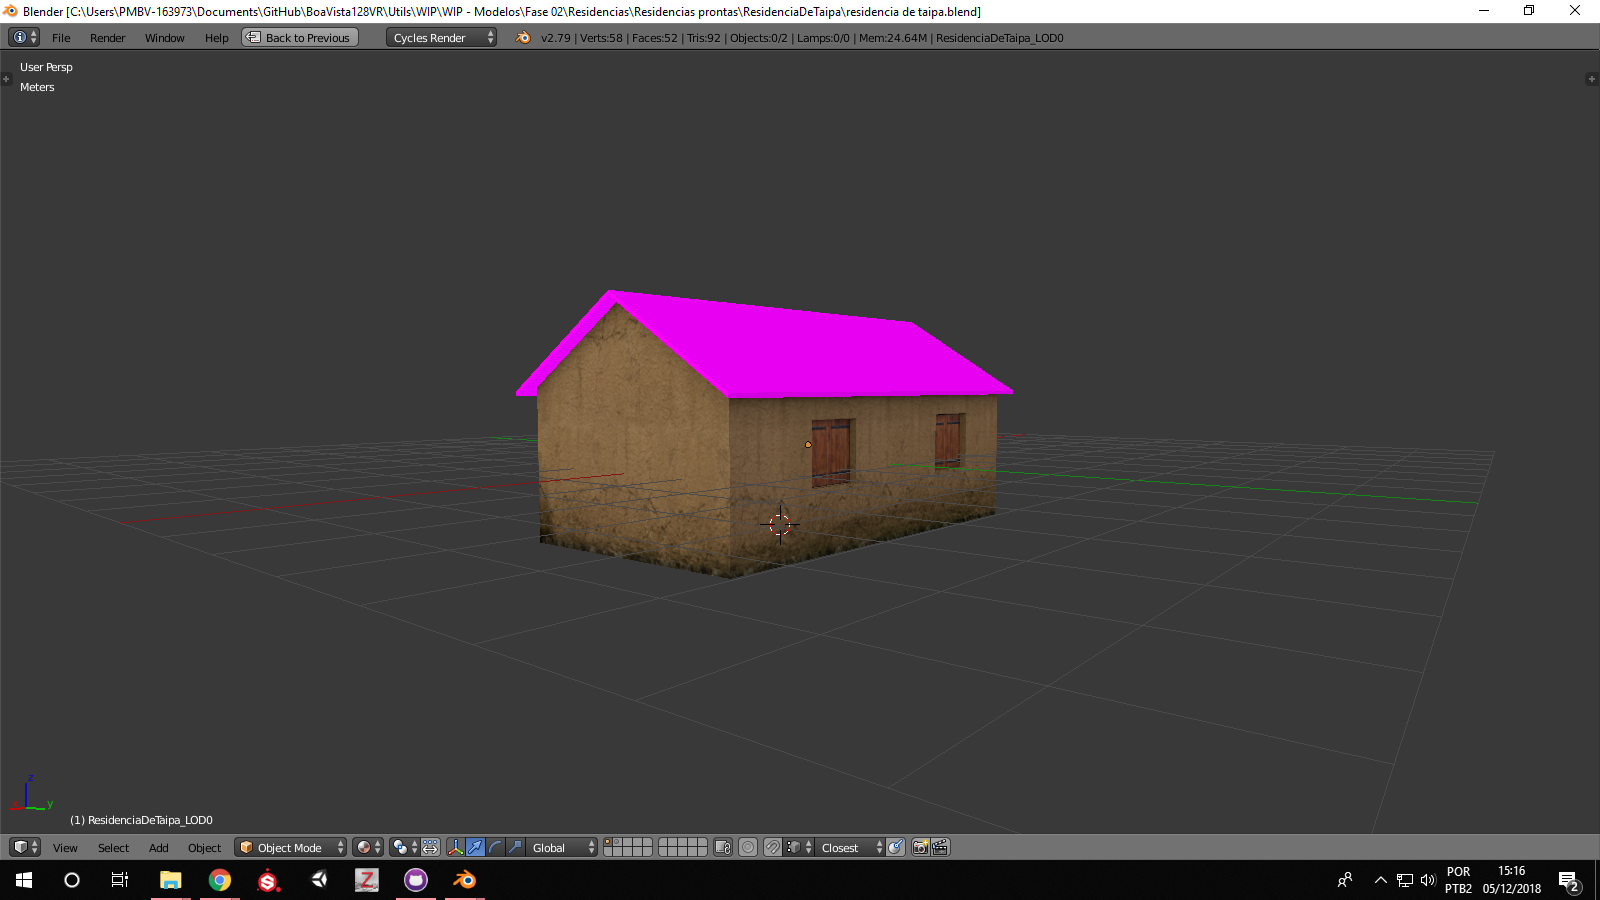 Blender [C:\Users\PMBV-163973\Documents\GitHub\BoaVista128VR\Utils\WIP\WIP - Modelos\Fase 02\Residencias\Residencias prontas\ResidenciaDeTaipa\residencia de taipa.blend]
File Render Window Help Back to Previous Cycles Render v2.79 | Verts:58 | Faces:52 | Tris:92 | Objects:0/2 | Lamps:0/0 | Mem:24.64M | ResidenciaDeTaipa_LOD0
User Persp
Meters
z
x y
(1) ResidenciaDeTaipa_LOD0
View Select Add Object Object Mode Global Closest
POR 15:16
PTB2 05/12/2018 2